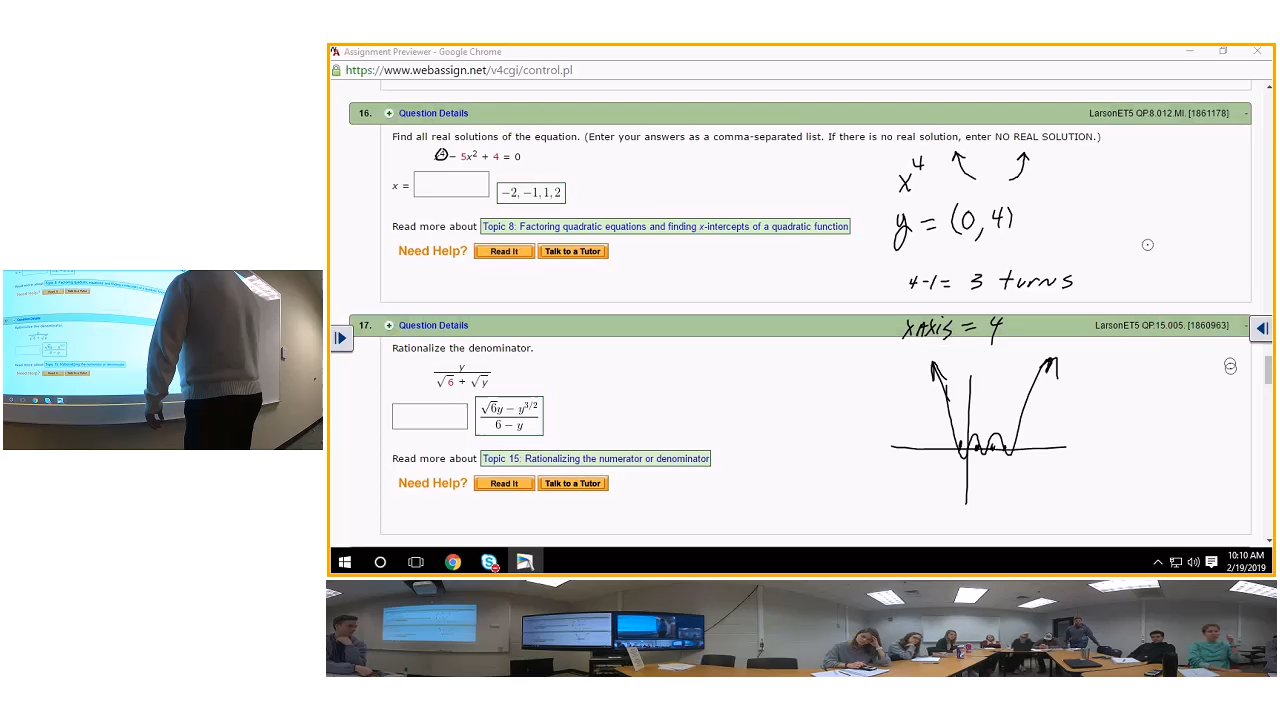 Assignment Previewer - Google Chrome
https://www.webassign.net/v4cgi/control.pl
16. Question Details LarsonET5 QP.8.012.MI. [1861178]
Find all real solutions of the equation. (Enter your answers as a comma-separated list. If there is no real solution, enter NO REAL SOLUTION.)
− 5x² + 4 = 0
x =
−2, −1, 1, 2
Read more about Topic 8: Factoring quadratic equations and finding x-intercepts of a quadratic function
Need Help? Read It Talk to a Tutor
x⁴
y = (0, 4)
4-1= 3 turns
xAxis = 4
17. Question Details LarsonET5 QP.15.005. [1860963]
Rationalize the denominator.
y
√6 + √y
√6y − y^3/2
6 − y
Read more about Topic 15: Rationalizing the numerator or denominator
Need Help? Read It Talk to a Tutor
10:10 AM
2/19/2019